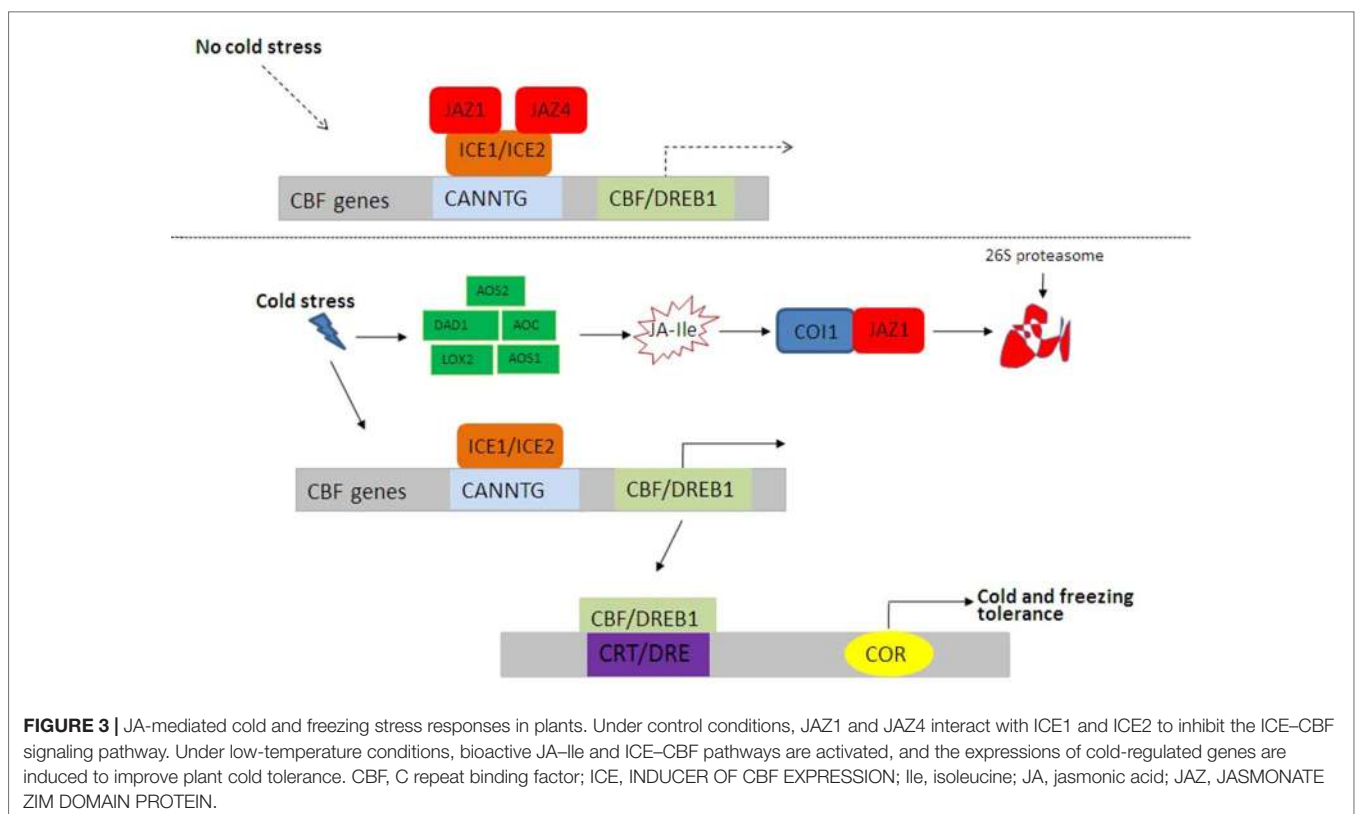 No cold stress
JAZ1 JAZ4
ICE1/ICE2
CBF genes CANNTG CBF/DREB1
26S proteasome
Cold stress
AOS2
DAD1 AOC
LOX2 AOS1
JA-Ile
COI1 JAZ1
ICE1/ICE2
CBF genes CANNTG CBF/DREB1
CBF/DREB1
CRT/DRE
COR
Cold and freezing
tolerance
FIGURE 3 | JA-mediated cold and freezing stress responses in plants. Under control conditions, JAZ1 and JAZ4 interact with ICE1 and ICE2 to inhibit the ICE–CBF
signaling pathway. Under low-temperature conditions, bioactive JA–Ile and ICE–CBF pathways are activated, and the expressions of cold-regulated genes are
induced to improve plant cold tolerance. CBF, C repeat binding factor; ICE, INDUCER OF CBF EXPRESSION; Ile, isoleucine; JA, jasmonic acid; JAZ, JASMONATE
ZIM DOMAIN PROTEIN.